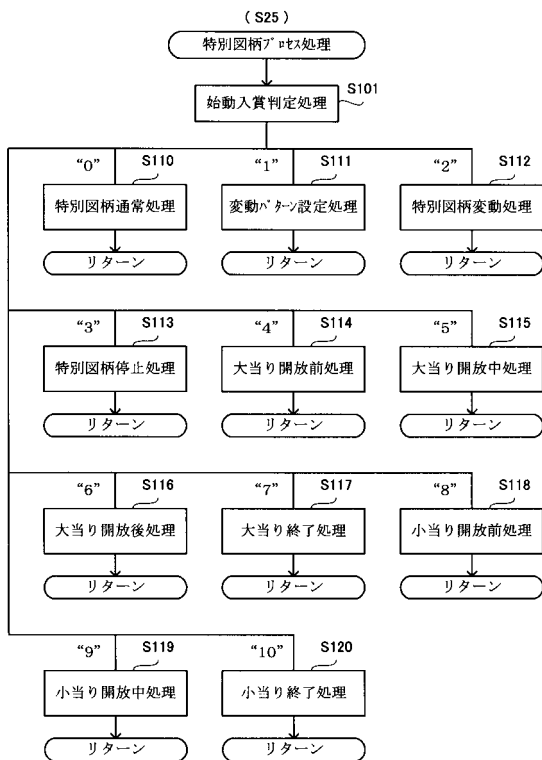 (S25)
特別図柄プロセス処理
S101
始動入賞判定処理
“0” S110 “1” S111 “2” S112
特別図柄通常処理 変動パターン設定処理 特別図柄変動処理
リターン リターン リターン
“3” S113 “4” S114 “5” S115
特別図柄停止処理 大当り開放前処理 大当り開放中処理
リターン リターン リターン
“6” S116 “7” S117 “8” S118
大当り開放後処理 大当り終了処理 小当り開放前処理
リターン リターン リターン
“9” S119 “10” S120
小当り開放中処理 小当り終了処理
リターン リターン